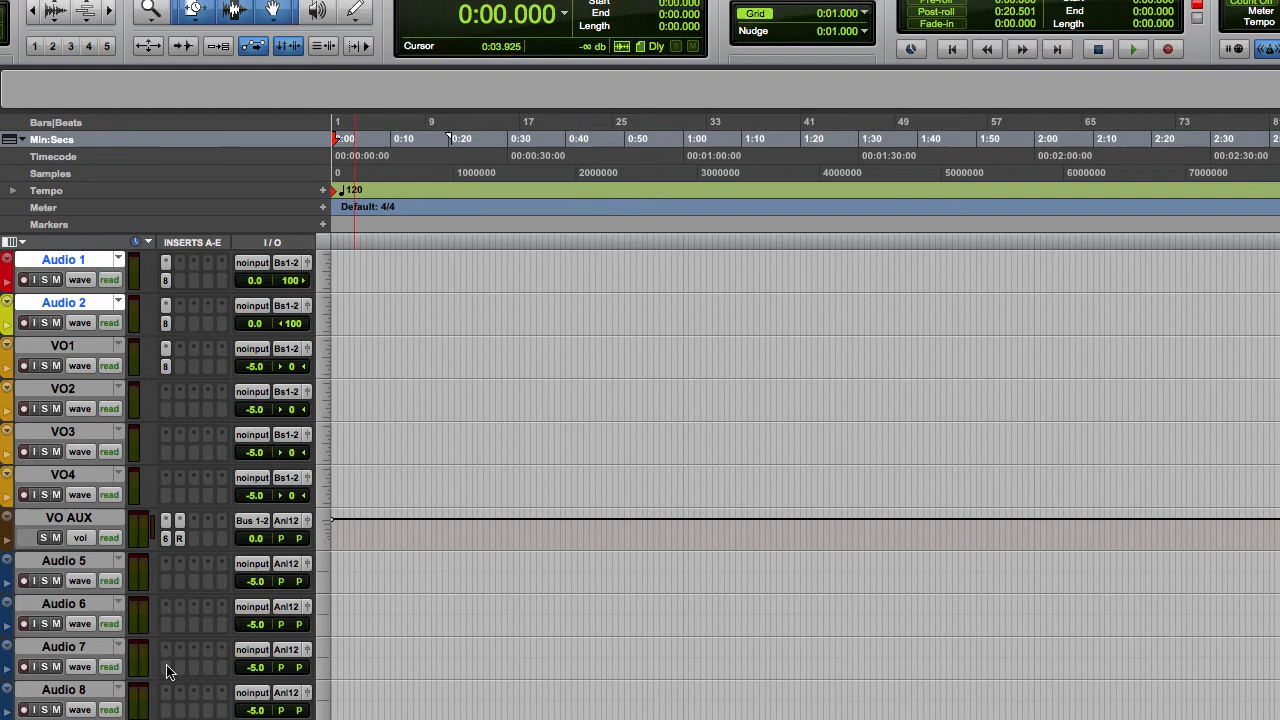 Start 0:00.000
0:00.000 End 0:00.000
Length 0:00.000
Cursor 0:03.925 -∞ db Dly S M
Grid 0:01.000
Nudge 0:01.000
Post-roll 0:20.501
Fade-in 0:00.000
Length 0:00.000
Meter
Tempo
1 2 3 4 5
Bars|Beats 1 9 17 25 33 41 49 57 65 73
Min:Secs 0:00 0:10 0:20 0:30 0:40 0:50 1:00 1:10 1:20 1:30 1:40 1:50 2:00 2:10 2:20 2:30
Timecode 00:00:00:00 00:00:30:00 00:01:00:00 00:01:30:00 00:02:00:00 00:02:30:00
Samples 0 1000000 2000000 3000000 4000000 5000000 6000000 7000000
Tempo + 120
Meter + Default: 4/4
Markers +
INSERTS A-E I / O
Audio 1 noinput Bs1-2
I S M wave read 8 0.0 100
Audio 2 noinput Bs1-2
I S M wave read 8 0.0 100
VO1 noinput Bs1-2
I S M wave read 8 -5.0 0
VO2 noinput Bs1-2
I S M wave read -5.0 0
VO3 noinput Bs1-2
I S M wave read -5.0 0
VO4 noinput Bs1-2
I S M wave read -5.0 0
VO AUX Bus 1-2 Anl12
S M vol read 6 R 0.0 P P
Audio 5 noinput Anl12
I S M wave read -5.0 P P
Audio 6 noinput Anl12
I S M wave read -5.0 P P
Audio 7 noinput Anl12
I S M wave read -5.0 P P
Audio 8 noinput Anl12
I S M wave read -5.0 P P